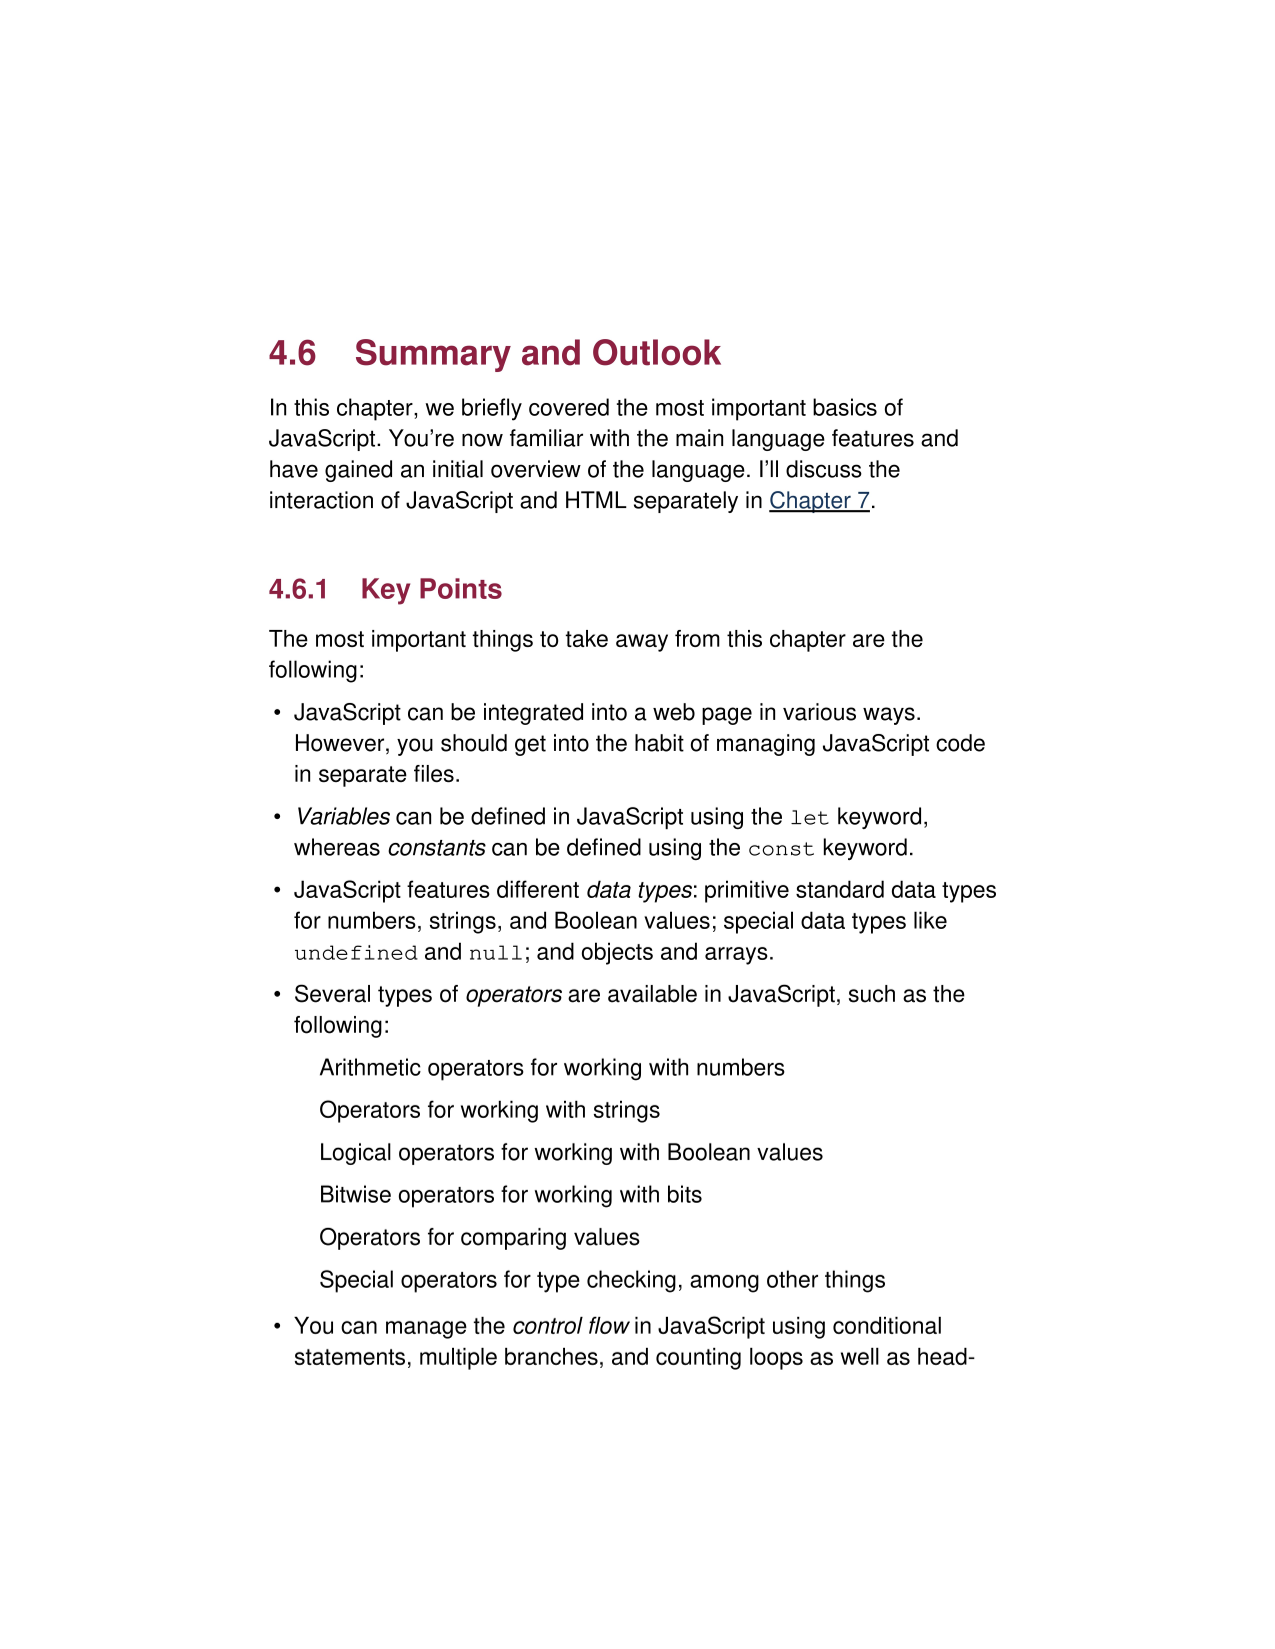 4.6 Summary and Outlook
In this chapter, we briefly covered the most important basics of
JavaScript. You’re now familiar with the main language features and
have gained an initial overview of the language. I’ll discuss the
interaction of JavaScript and HTML separately in Chapter 7.
4.6.1 Key Points
The most important things to take away from this chapter are the
following:
• JavaScript can be integrated into a web page in various ways.
However, you should get into the habit of managing JavaScript code
in separate files.
• Variables can be defined in JavaScript using the let keyword,
whereas constants can be defined using the const keyword.
• JavaScript features different data types: primitive standard data types
for numbers, strings, and Boolean values; special data types like
undefined and null; and objects and arrays.
• Several types of operators are available in JavaScript, such as the
following:
Arithmetic operators for working with numbers
Operators for working with strings
Logical operators for working with Boolean values
Bitwise operators for working with bits
Operators for comparing values
Special operators for type checking, among other things
• You can manage the control flow in JavaScript using conditional
statements, multiple branches, and counting loops as well as head-